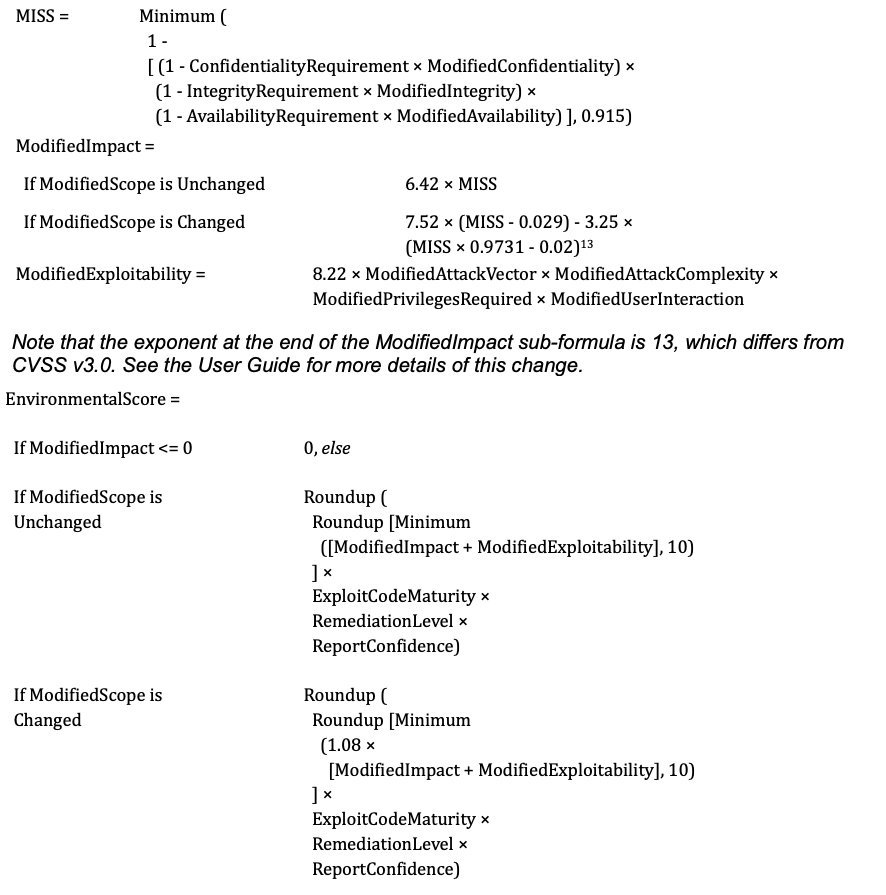 MISS = Minimum (
1 -
[ (1 - ConfidentialityRequirement × ModifiedConfidentiality) ×
(1 - IntegrityRequirement × ModifiedIntegrity) ×
(1 - AvailabilityRequirement × ModifiedAvailability) ], 0.915)
ModifiedImpact =
If ModifiedScope is Unchanged 6.42 × MISS
If ModifiedScope is Changed 7.52 × (MISS - 0.029) - 3.25 ×
(MISS × 0.9731 - 0.02)¹³
ModifiedExploitability = 8.22 × ModifiedAttackVector × ModifiedAttackComplexity ×
ModifiedPrivilegesRequired × ModifiedUserInteraction
Note that the exponent at the end of the ModifiedImpact sub-formula is 13, which differs from
CVSS v3.0. See the User Guide for more details of this change.
EnvironmentalScore =
If ModifiedImpact <= 0 0, else
If ModifiedScope is Roundup (
Unchanged Roundup [Minimum
([ModifiedImpact + ModifiedExploitability], 10)
] ×
ExploitCodeMaturity ×
RemediationLevel ×
ReportConfidence)
If ModifiedScope is Roundup (
Changed Roundup [Minimum
(1.08 ×
[ModifiedImpact + ModifiedExploitability], 10)
] ×
ExploitCodeMaturity ×
RemediationLevel ×
ReportConfidence)